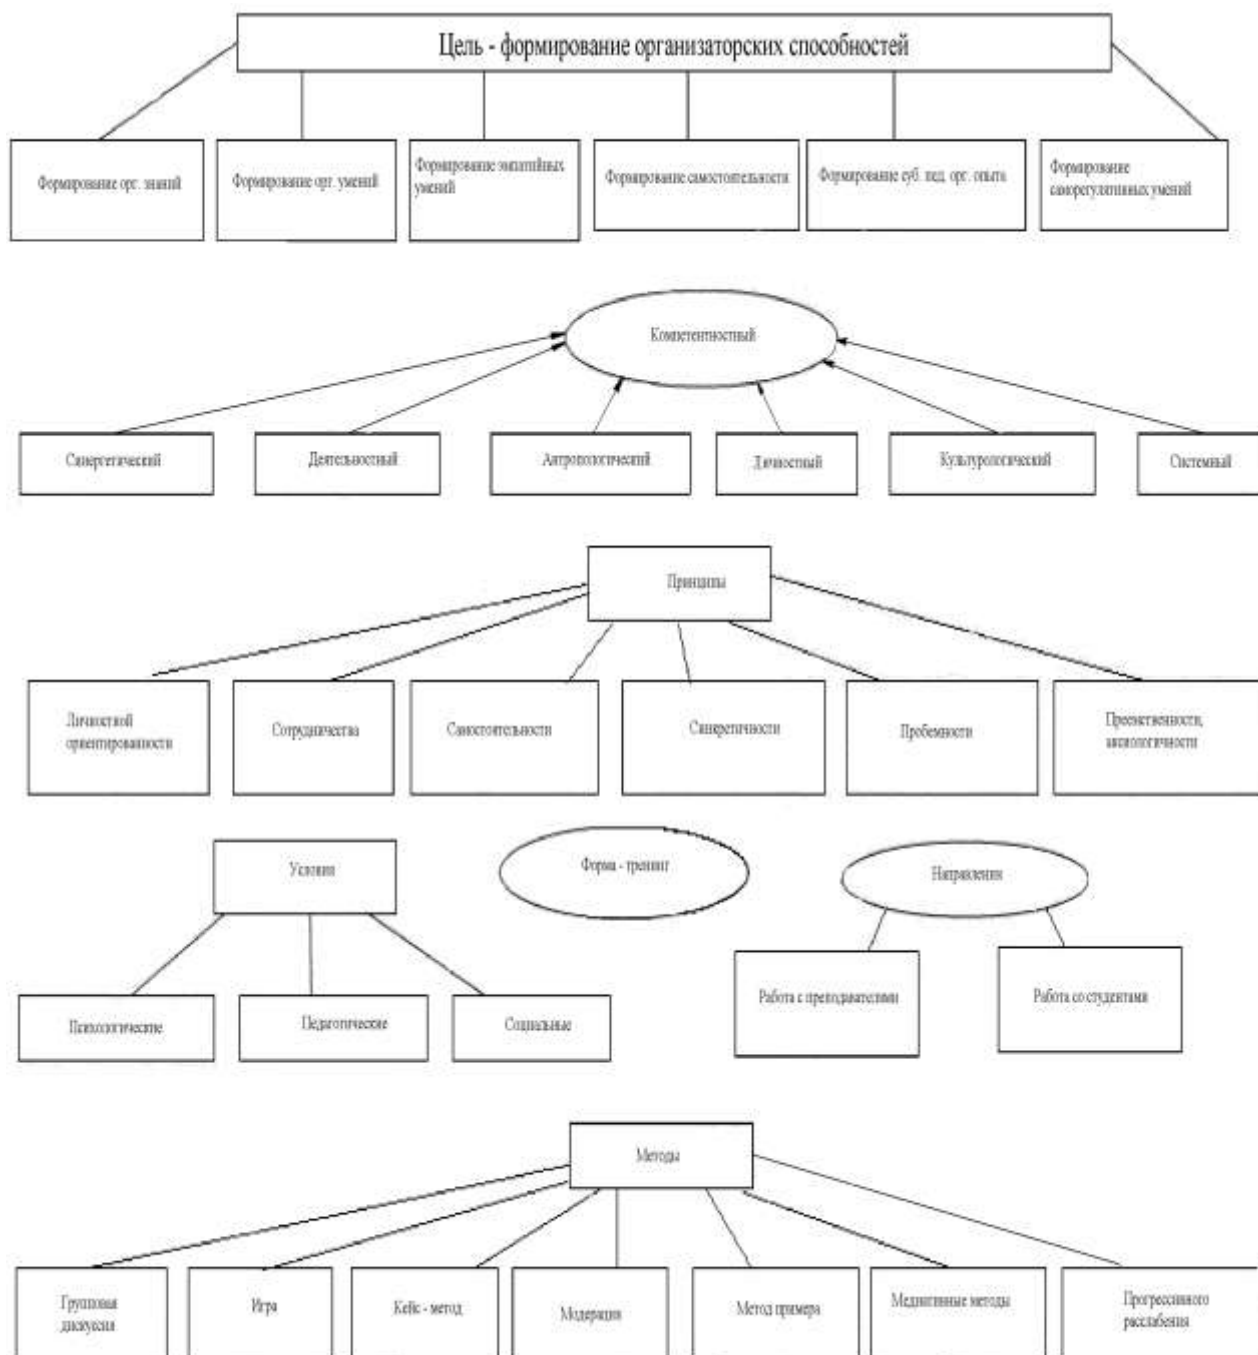 Цель - формирование организаторских способностей
Формирование орг. знаний
Формирование орг. умений
Формирование эмпатийных
умений
Формирование самостоятельности
Формирование суб. пед. орг. опыта
Формирование
саморегулятивных умений
Компетентностный
Синергетический
Деятельностный
Антропологический
Личностный
Культурологический
Системный
Принципы
Личностной
ориентированности
Сотрудничества
Самостоятельности
Синкретичности
Пробемности
Преемственности,
аксиологичности
Условия
Форма - тренинг
Направления
Психологические
Педагогические
Социальные
Работа с преподавателями
Работа со студентами
Методы
Групповая
дискуссия
Игра
Кейс - метод
Модерация
Метод примера
Медиативные методы
Прогрессивного
расслабения